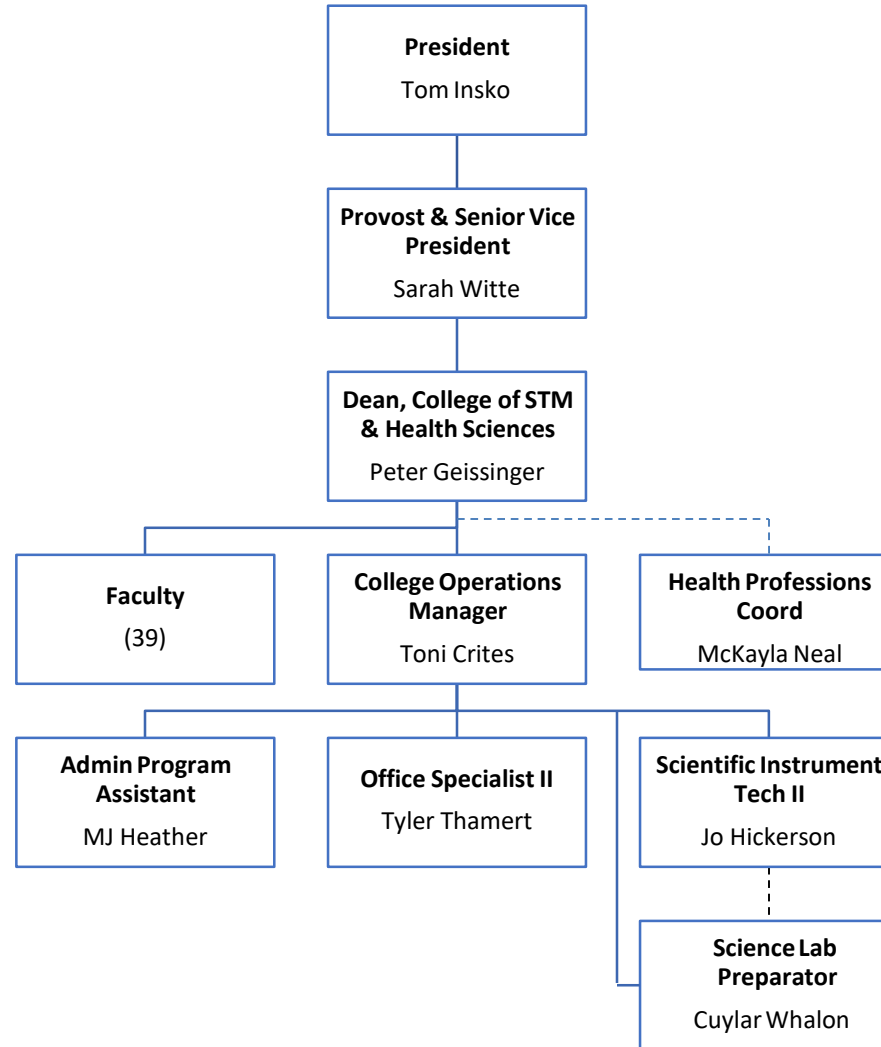 President
Tom Insko
Provost & Senior Vice
President
Sarah Witte
Dean, College of STM
& Health Sciences
Peter Geissinger
Faculty
(39)
College Operations
Manager
Toni Crites
Health Professions
Coord
McKayla Neal
Admin Program
Assistant
MJ Heather
Office Specialist II
Tyler Thamert
Scientific Instrument
Tech II
Jo Hickerson
Science Lab
Preparator
Cuylar Whalon